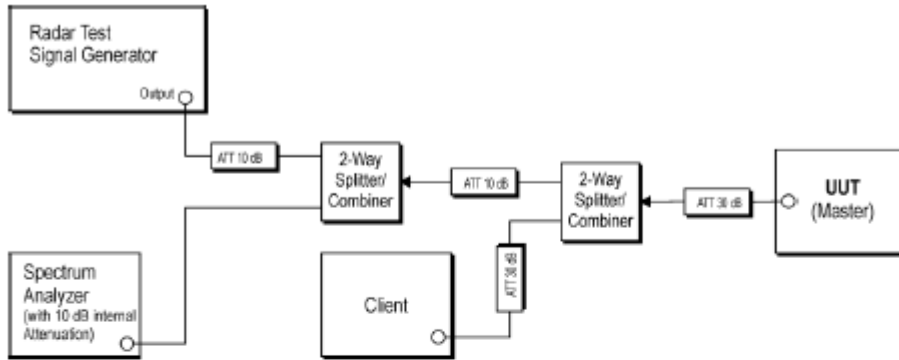 Radar Test
Signal Generator
Output
ATT 10 dB
2-Way
Splitter/
Combiner
ATT 10 dB
2-Way
Splitter/
Combiner
ATT 30 dB
UUT
(Master)
Spectrum
Analyzer
(with 10 dB internal
Attenuation)
Client
ATT 30 dB